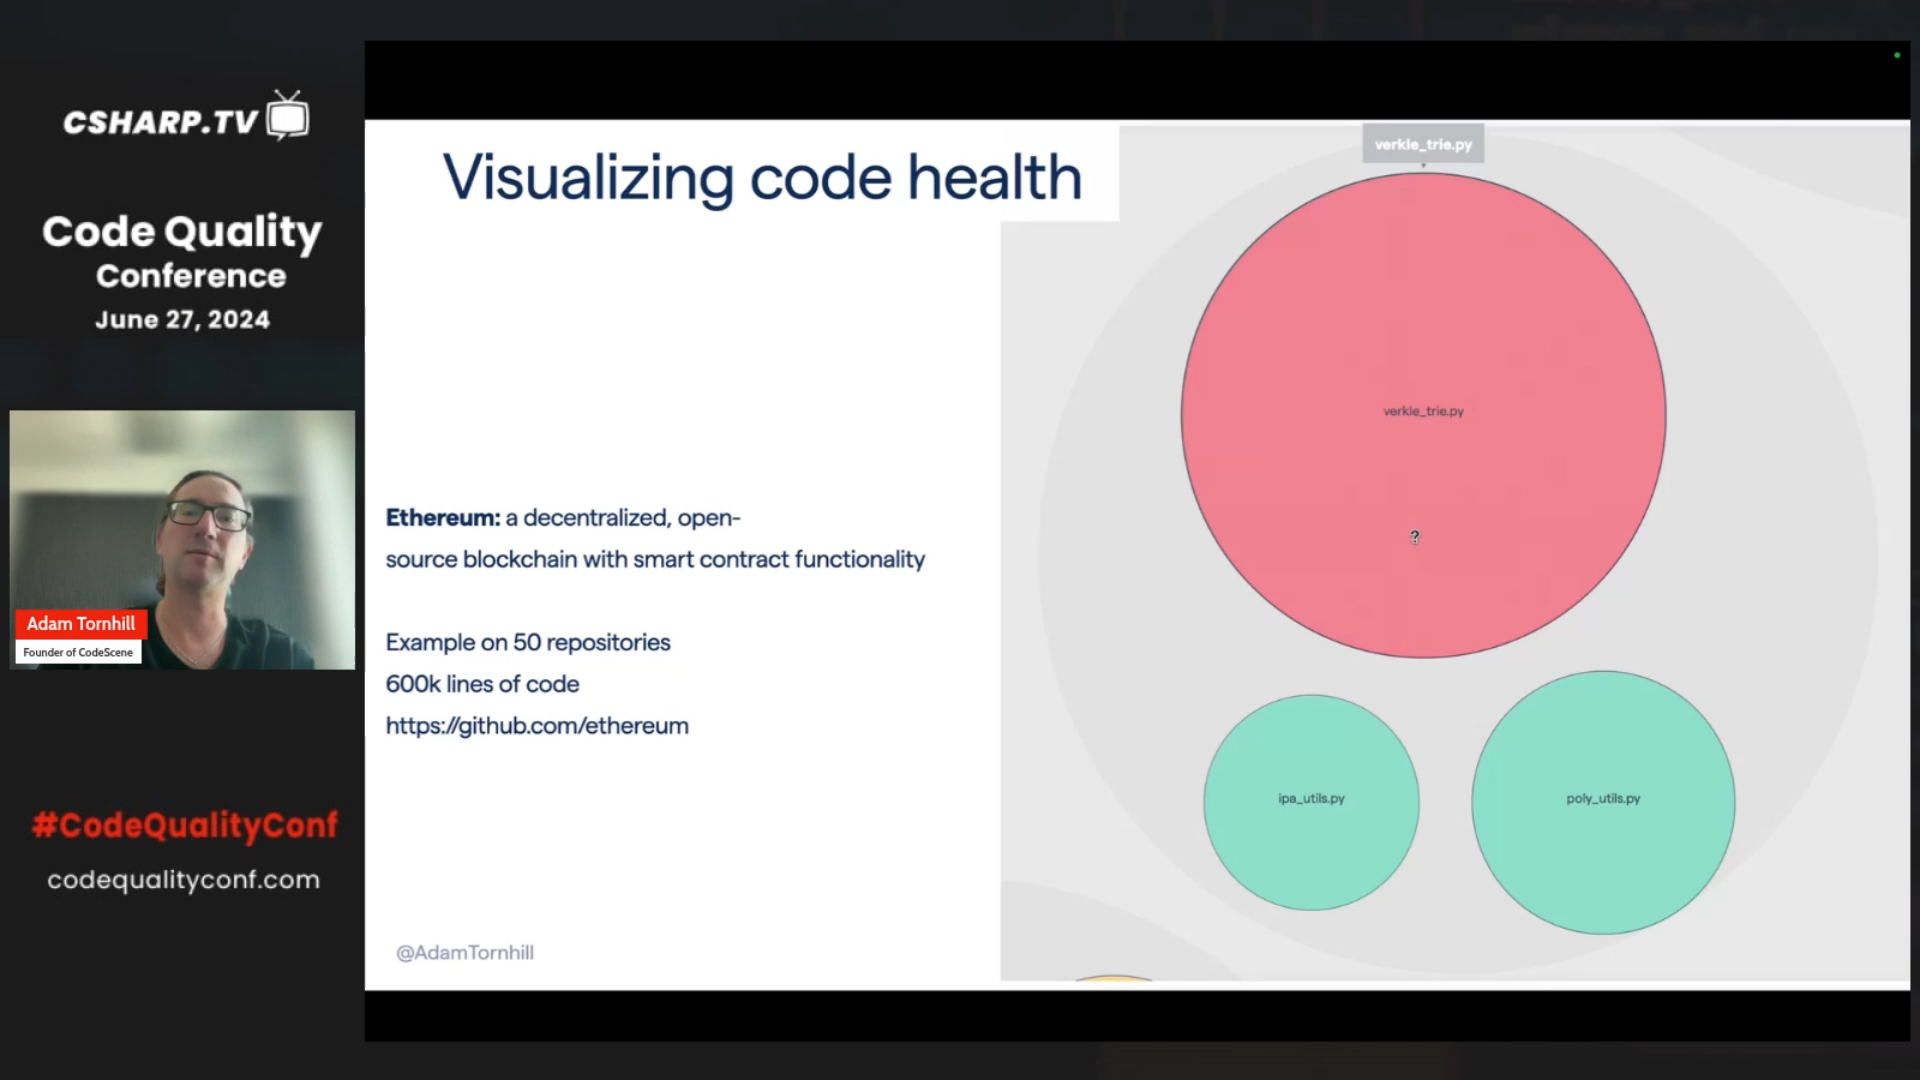 CSHARP.TV
Code Quality
Conference
June 27, 2024
Adam Tornhill
Founder of CodeScene
#CodeQualityConf
codequalityconf.com
Visualizing code health
Ethereum: a decentralized, open-
source blockchain with smart contract functionality
Example on 50 repositories
600k lines of code
https://github.com/ethereum
@AdamTornhill
verkle_trie.py
verkle_trie.py
?
ipa_utils.py
poly_utils.py